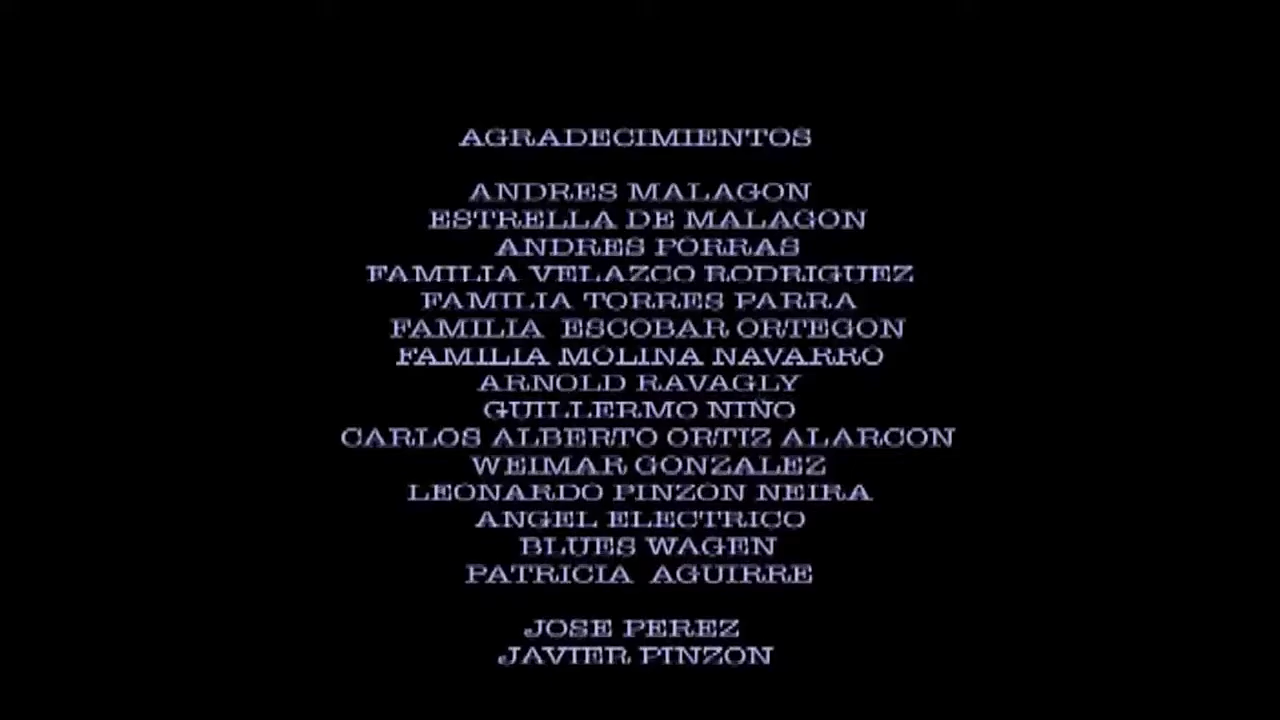 AGRADECIMIENTOS
ANDRES MALAGON
ESTRELLA DE MALAGON
ANDRES PORRAS
FAMILIA VELAZCO RODRIGUEZ
FAMILIA TORRES PARRA
FAMILIA ESCOBAR ORTEGON
FAMILIA MOLINA NAVARRO
ARNOLD RAVAGLY
GUILLERMO NIÑO
CARLOS ALBERTO ORTIZ ALARCON
WEIMAR GONZALEZ
LEONARDO PINZON NEIRA
ANGEL ELECTRICO
BLUES WAGEN
PATRICIA AGUIRRE
JOSE PEREZ
JAVIER PINZON